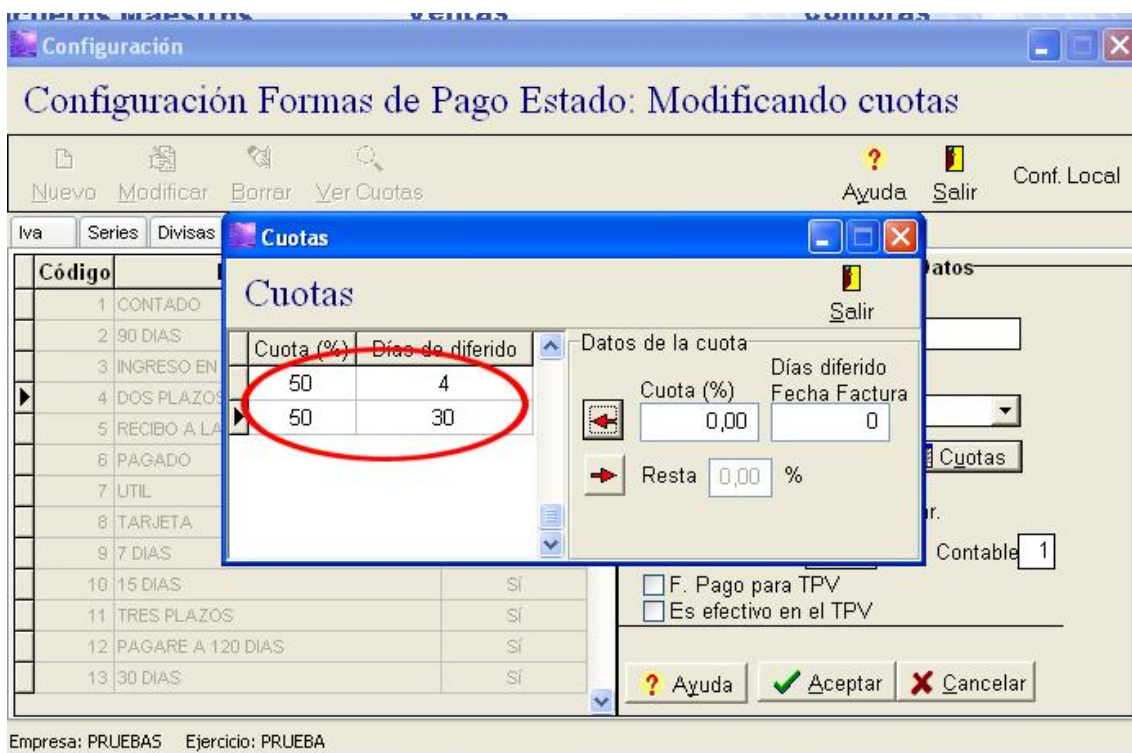 Ventas
Configuración
Configuración Formas de Pago Estado: Modificando cuotas
Nuevo Modificar Borrar Ver Cuotas Ayuda Salir Conf. Local
Iva Series Divisas
Cuotas
Cuotas
Salir
Código
Cuota (%) Días de diferido
50 4
50 30
Datos de la cuota
Cuota (%) Días diferido Fecha Factura
0,00 0
Resta 0,00 %
1 CONTADO
2 90 DIAS
3 INGRESO EN
4 DOS PLAZOS
5 RECIBO A LA
6 PAGADO
7 UTIL
8 TARJETA
9 7 DIAS
10 15 DIAS Sí
11 TRES PLAZOS Sí
12 PAGARE A 120 DIAS Sí
13 30 DIAS Sí
Cuotas
Contable 1
F. Pago para TPV
Es efectivo en el TPV
Ayuda Aceptar Cancelar
Empresa: PRUEBAS Ejercicio: PRUEBA